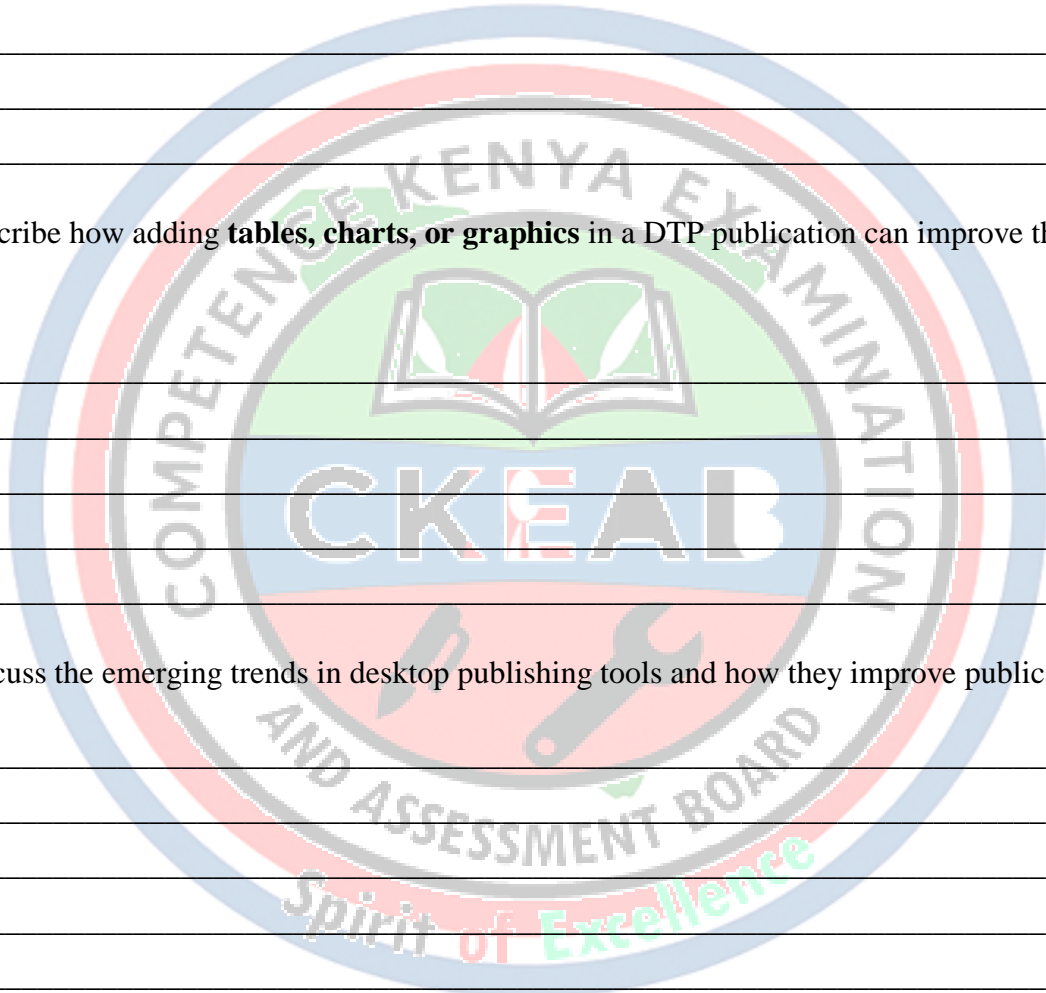 cribe how adding tables, charts, or graphics in a DTP publication can improve th
cuss the emerging trends in desktop publishing tools and how they improve public
COMPETENCE KENYA EXAMINATION
CKEAB
AND ASSESSMENT BOARD
Spirit of Excellence